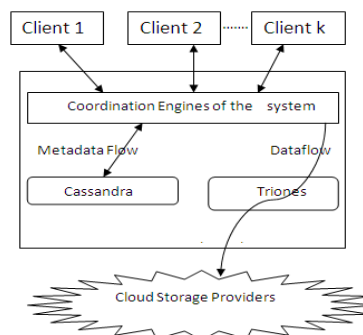 Client 1 Client 2 ........ Client k
Coordination Engines of the system
Metadata Flow Dataflow
Cassandra Triones
Cloud Storage Providers